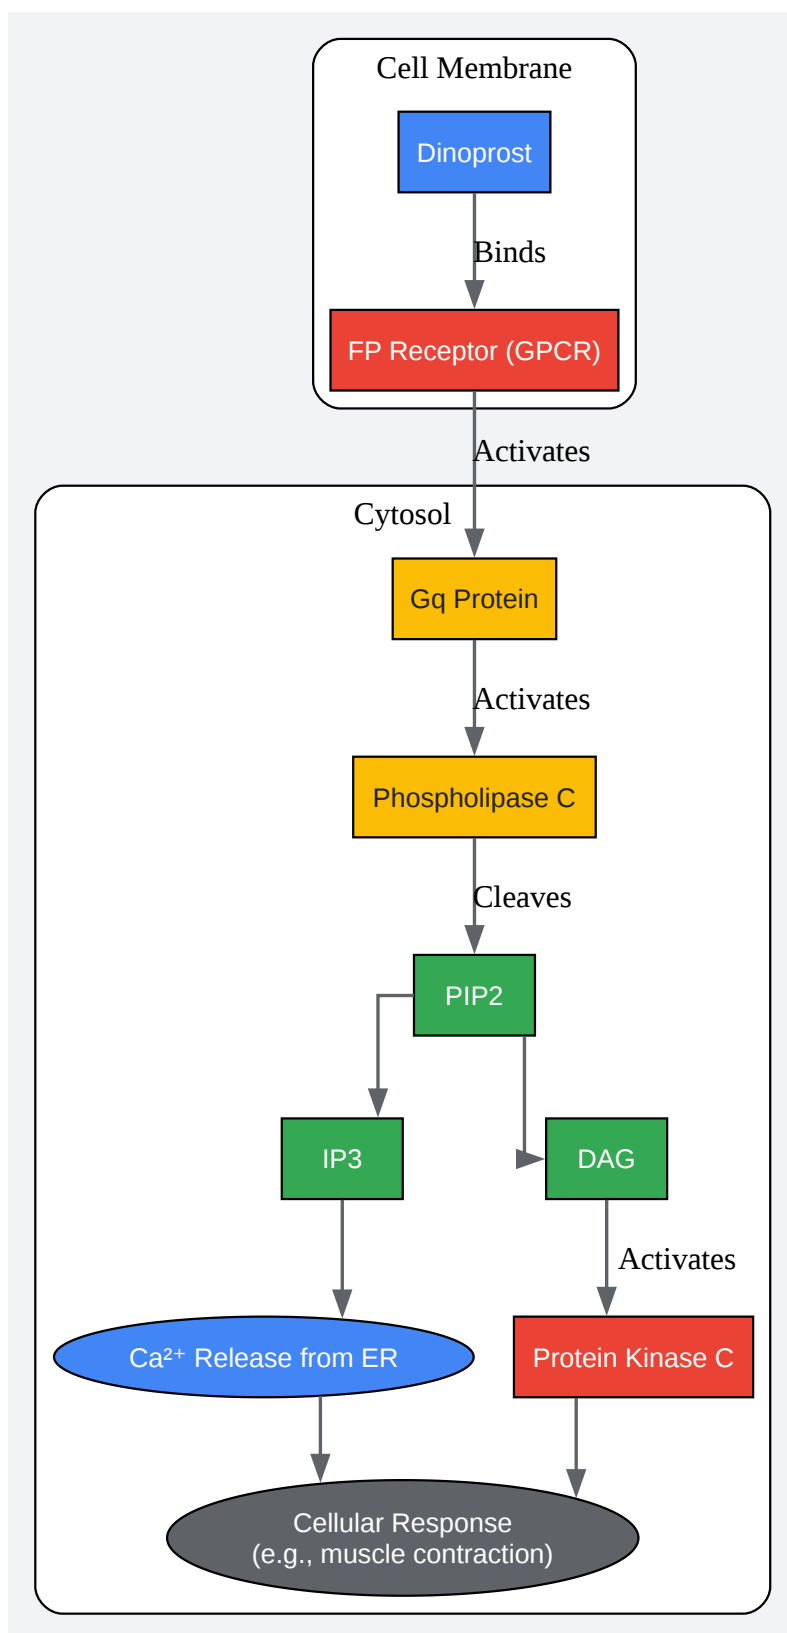 Cell Membrane
Dinoprost
Binds
FP Receptor (GPCR)
Activates
Cytosol
Gq Protein
Activates
Phospholipase C
Cleaves
PIP2
IP3
DAG
Activates
Ca²⁺ Release from ER
Protein Kinase C
Cellular Response
(e.g., muscle contraction)